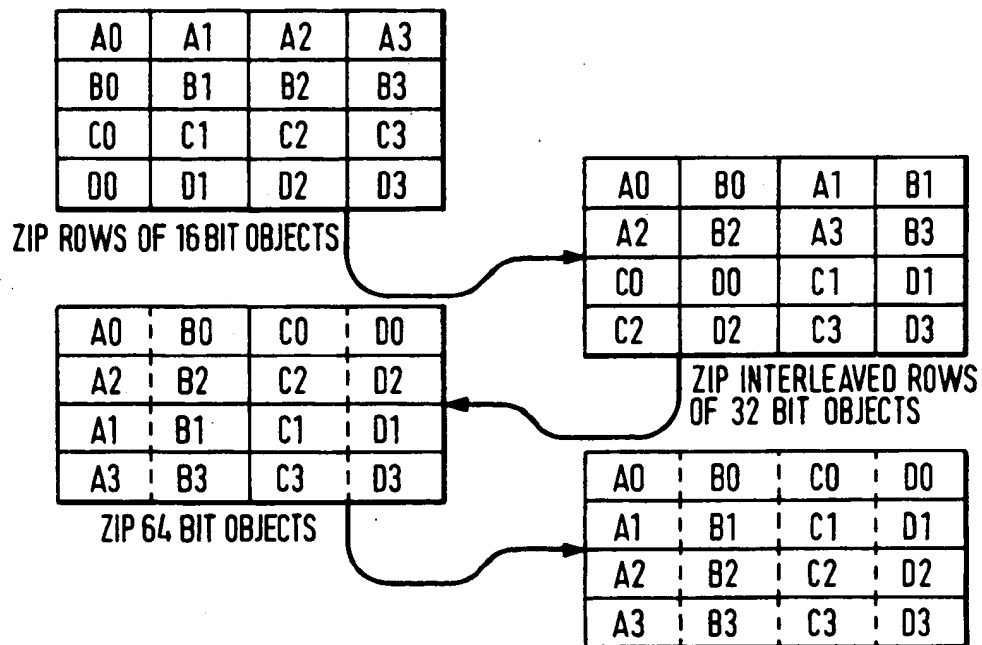 A0 A1 A2 A3
B0 B1 B2 B3
C0 C1 C2 C3
D0 D1 D2 D3
ZIP ROWS OF 16 BIT OBJECTS
A0 B0 A1 B1
A2 B2 A3 B3
C0 D0 C1 D1
C2 D2 C3 D3
ZIP INTERLEAVED ROWS
OF 32 BIT OBJECTS
A0 B0 C0 D0
A2 B2 C2 D2
A1 B1 C1 D1
A3 B3 C3 D3
ZIP 64 BIT OBJECTS
A0 B0 C0 D0
A1 B1 C1 D1
A2 B2 C2 D2
A3 B3 C3 D3